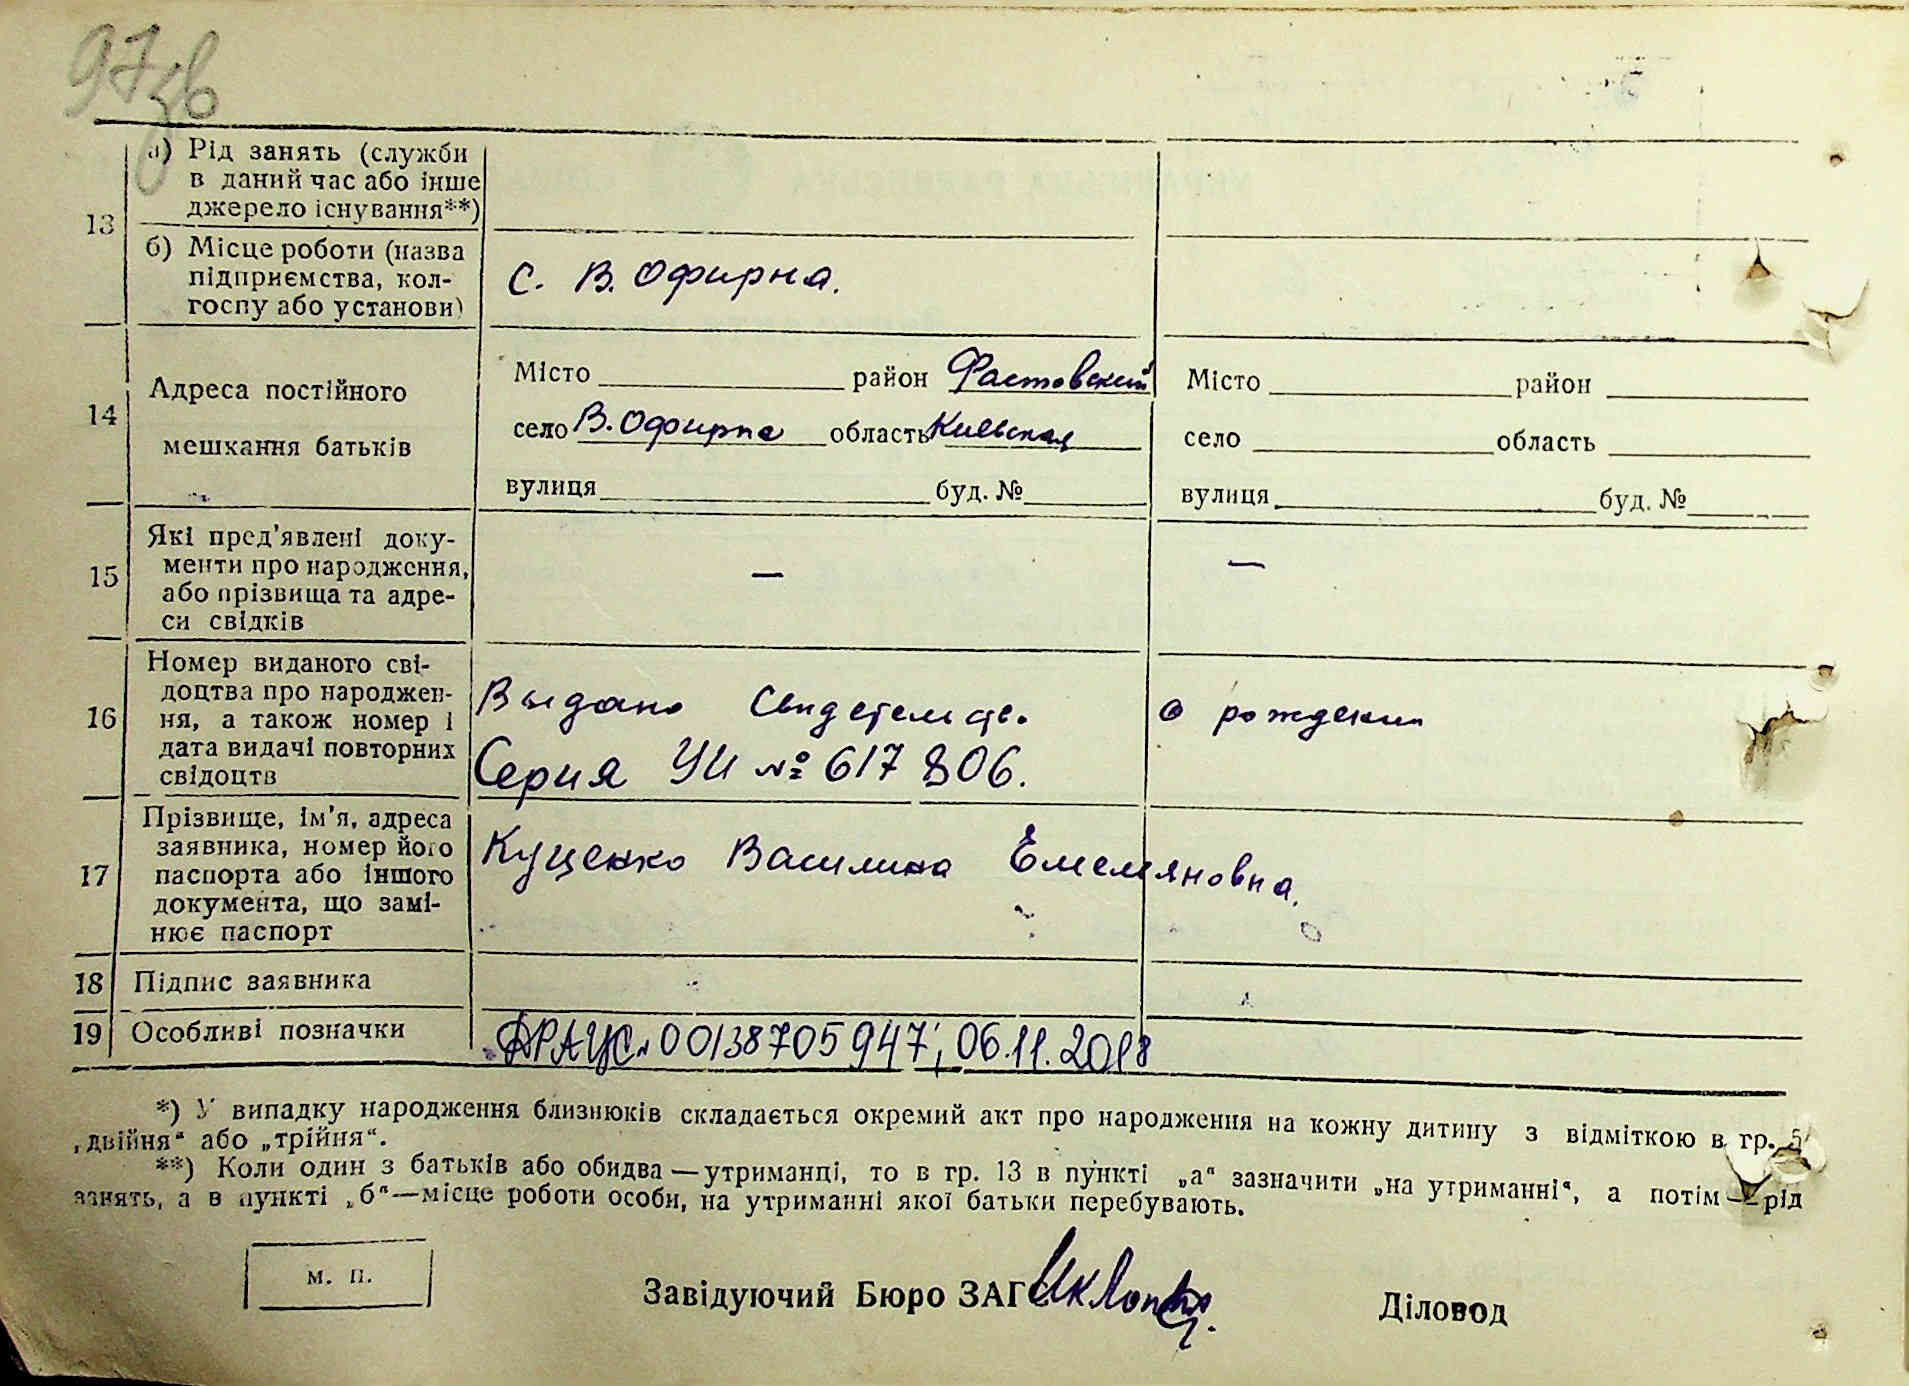 97зв
13
а) Рід занять (служби
в даний час або інше
джерело існування**)
б) Місце роботи (назва
підприємства, кол-
госпу або установи)
с. В. Офирна.
14
Адреса постійного
мешкання батьків
Місто район Фастовский
село В. Офирна область Киевская
вулиця буд. №
Місто район
село область
вулиця буд. №
15
Які пред'явлені доку-
менти про народження,
або прізвища та адре-
си свідків
—
—
16
Номер виданого сві-
доцтва про народжен-
ня, а також номер і
дата видачі повторних
свідоцтв
Выдано свидетельство о рождении
Серия УИ № 617806.
17
Прізвище, ім'я, адреса
заявника, номер його
паспорта або іншого
документа, що замі-
нює паспорт
Куценко Василина Емельяновна.
18 Підпис заявника
19 Особливі позначки
ДРАЦС 00138705947; 06.11.2018
*) У випадку народження близнюків складається окремий акт про народження на кожну дитину з відміткою в гр. 5
„двійня“ або „трійня“.
**) Коли один з батьків або обидва — утриманці, то в гр. 13 в пункті „а“ зазначити „на утриманні“, а потім — рід
занять, а в пункті „б“ — місце роботи особи, на утриманні якої батьки перебувають.
м. п.
Завідуючий Бюро ЗАГС
Діловод